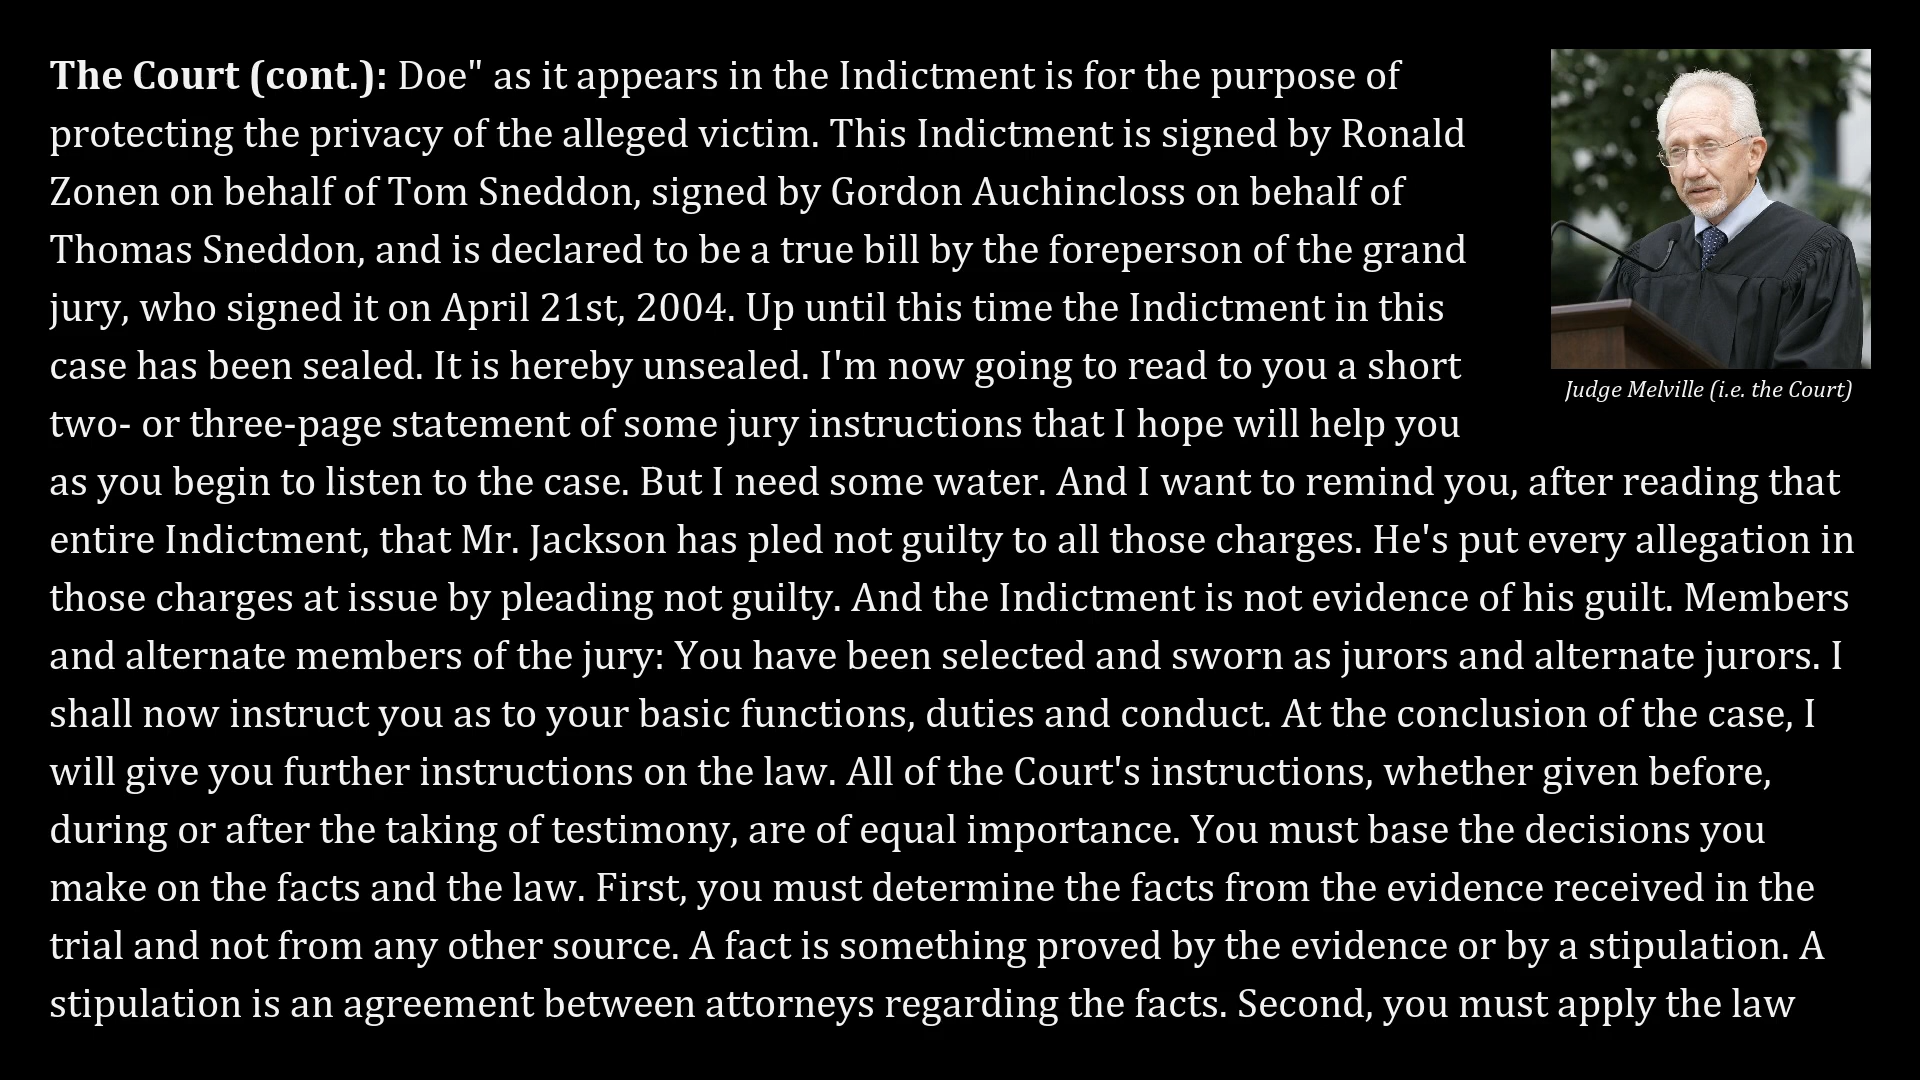 The Court (cont.): Doe" as it appears in the Indictment is for the purpose of
protecting the privacy of the alleged victim. This Indictment is signed by Ronald
Zonen on behalf of Tom Sneddon, signed by Gordon Auchincloss on behalf of
Thomas Sneddon, and is declared to be a true bill by the foreperson of the grand
jury, who signed it on April 21st, 2004. Up until this time the Indictment in this
case has been sealed. It is hereby unsealed. I'm now going to read to you a short
two- or three-page statement of some jury instructions that I hope will help you
as you begin to listen to the case. But I need some water. And I want to remind you, after reading that
entire Indictment, that Mr. Jackson has pled not guilty to all those charges. He's put every allegation in
those charges at issue by pleading not guilty. And the Indictment is not evidence of his guilt. Members
and alternate members of the jury: You have been selected and sworn as jurors and alternate jurors. I
shall now instruct you as to your basic functions, duties and conduct. At the conclusion of the case, I
will give you further instructions on the law. All of the Court's instructions, whether given before,
during or after the taking of testimony, are of equal importance. You must base the decisions you
make on the facts and the law. First, you must determine the facts from the evidence received in the
trial and not from any other source. A fact is something proved by the evidence or by a stipulation. A
stipulation is an agreement between attorneys regarding the facts. Second, you must apply the law
Judge Melville (i.e. the Court)